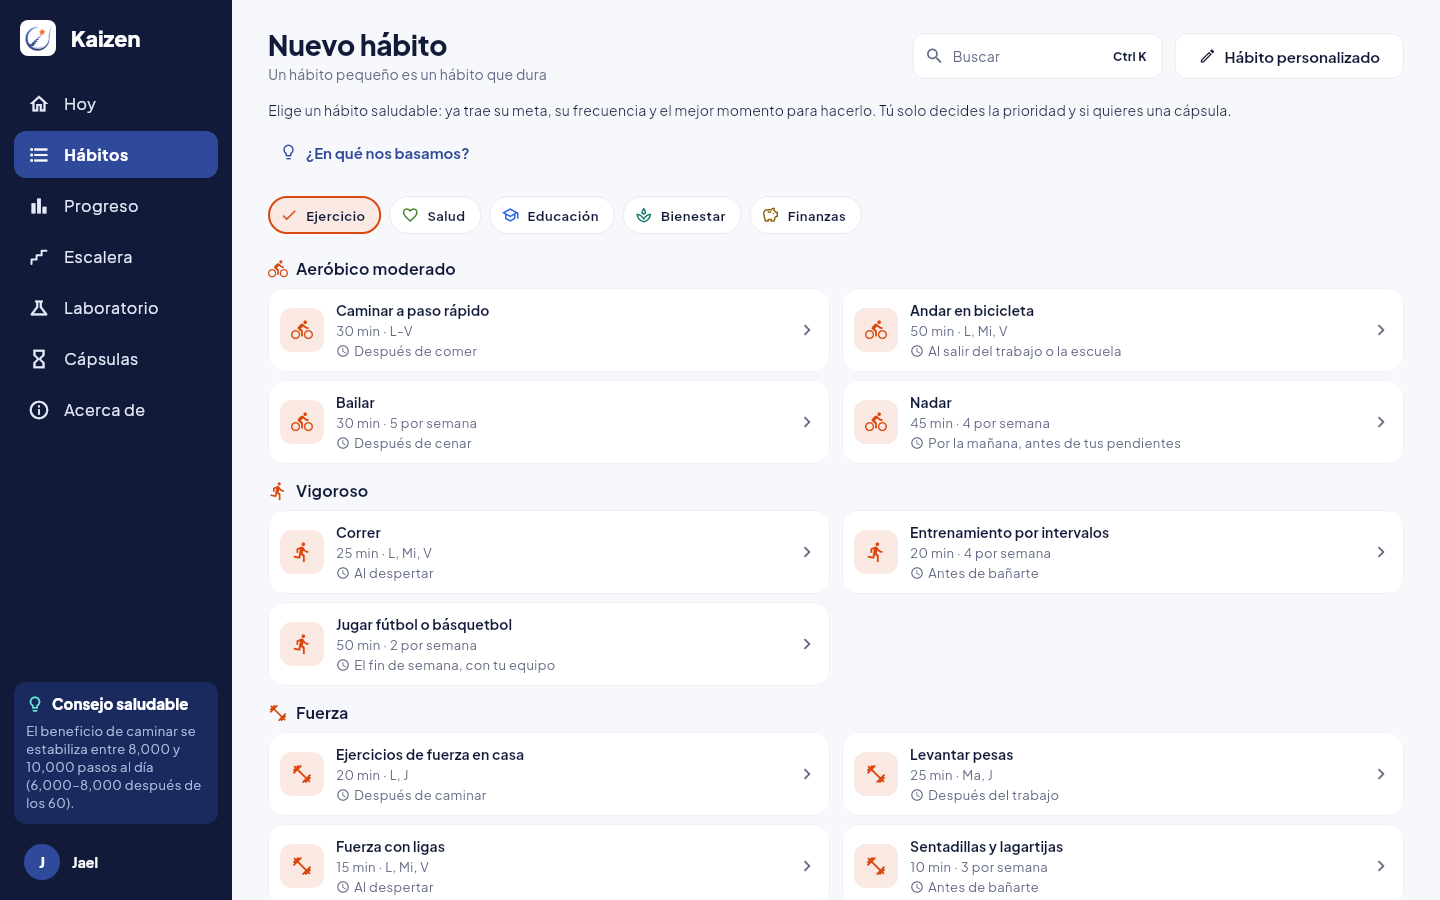 Kaizen
Hoy
Hábitos
Progreso
Escalera
Laboratorio
Cápsulas
Acerca de
Consejo saludable
El beneficio de caminar se
estabiliza entre 8,000 y
10,000 pasos al día
(6,000–8,000 después de
los 60).
J
Jael
Nuevo hábito
Un hábito pequeño es un hábito que dura
Buscar
Ctrl K
Hábito personalizado
Elige un hábito saludable: ya trae su meta, su frecuencia y el mejor momento para hacerlo. Tú solo decides la prioridad y si quieres una cápsula.
¿En qué nos basamos?
Ejercicio
Salud
Educación
Bienestar
Finanzas
Aeróbico moderado
Caminar a paso rápido
30 min · L-V
Después de comer
Andar en bicicleta
50 min · L, Mi, V
Al salir del trabajo o la escuela
Bailar
30 min · 5 por semana
Después de cenar
Nadar
45 min · 4 por semana
Por la mañana, antes de tus pendientes
Vigoroso
Correr
25 min · L, Mi, V
Al despertar
Entrenamiento por intervalos
20 min · 4 por semana
Antes de bañarte
Jugar fútbol o básquetbol
50 min · 2 por semana
El fin de semana, con tu equipo
Fuerza
Ejercicios de fuerza en casa
20 min · L, J
Después de caminar
Levantar pesas
25 min · Ma, J
Después del trabajo
Fuerza con ligas
15 min · L, Mi, V
Al despertar
Sentadillas y lagartijas
10 min · 3 por semana
Antes de bañarte